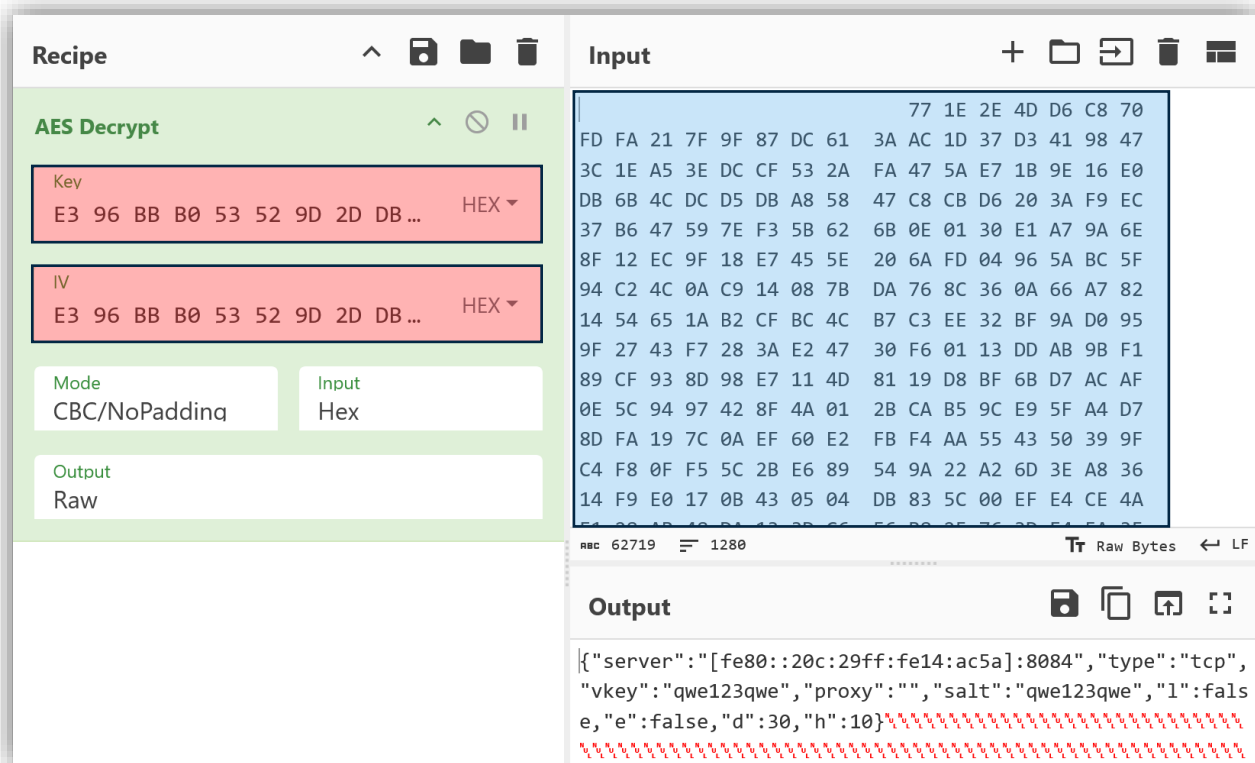 Recipe
AES Decrypt
Key
E3 96 BB B0 53 52 9D 2D DB…
HEX
IV
E3 96 BB B0 53 52 9D 2D DB…
HEX
Mode
CBC/NoPadding
Input
Hex
Output
Raw
Input
77 1E 2E 4D D6 C8 70
FD FA 21 7F 9F 87 DC 61 3A AC 1D 37 D3 41 98 47
3C 1E A5 3E DC CF 53 2A FA 47 5A E7 1B 9E 16 E0
DB 6B 4C DC D5 DB A8 58 47 C8 CB D6 20 3A F9 EC
37 B6 47 59 7E F3 5B 62 6B 0E 01 30 E1 A7 9A 6E
8F 12 EC 9F 18 E7 45 5E 20 6A FD 04 96 5A BC 5F
94 C2 4C 0A C9 14 08 7B DA 76 8C 36 0A 66 A7 82
14 54 65 1A B2 CF BC 4C B7 C3 EE 32 BF 9A D0 95
9F 27 43 F7 28 3A E2 47 30 F6 01 13 DD AB 9B F1
89 CF 93 8D 98 E7 11 4D 81 19 D8 BF 6B D7 AC AF
0E 5C 94 97 42 8F 4A 01 2B CA B5 9C E9 5F A4 D7
8D FA 19 7C 0A EF 60 E2 FB F4 AA 55 43 50 39 9F
C4 F8 0F F5 5C 2B E6 89 54 9A 22 A2 6D 3E A8 36
14 F9 E0 17 0B 43 05 04 DB 83 5C 00 EF E4 CE 4A
ABC 62719 1280
Tт Raw Bytes LF
Output
{"server":"[fe80::20c:29ff:fe14:ac5a]:8084","type":"tcp",
"vkey":"qwe123qwe","proxy":"","salt":"qwe123qwe","l":fals
e,"e":false,"d":30,"h":10}